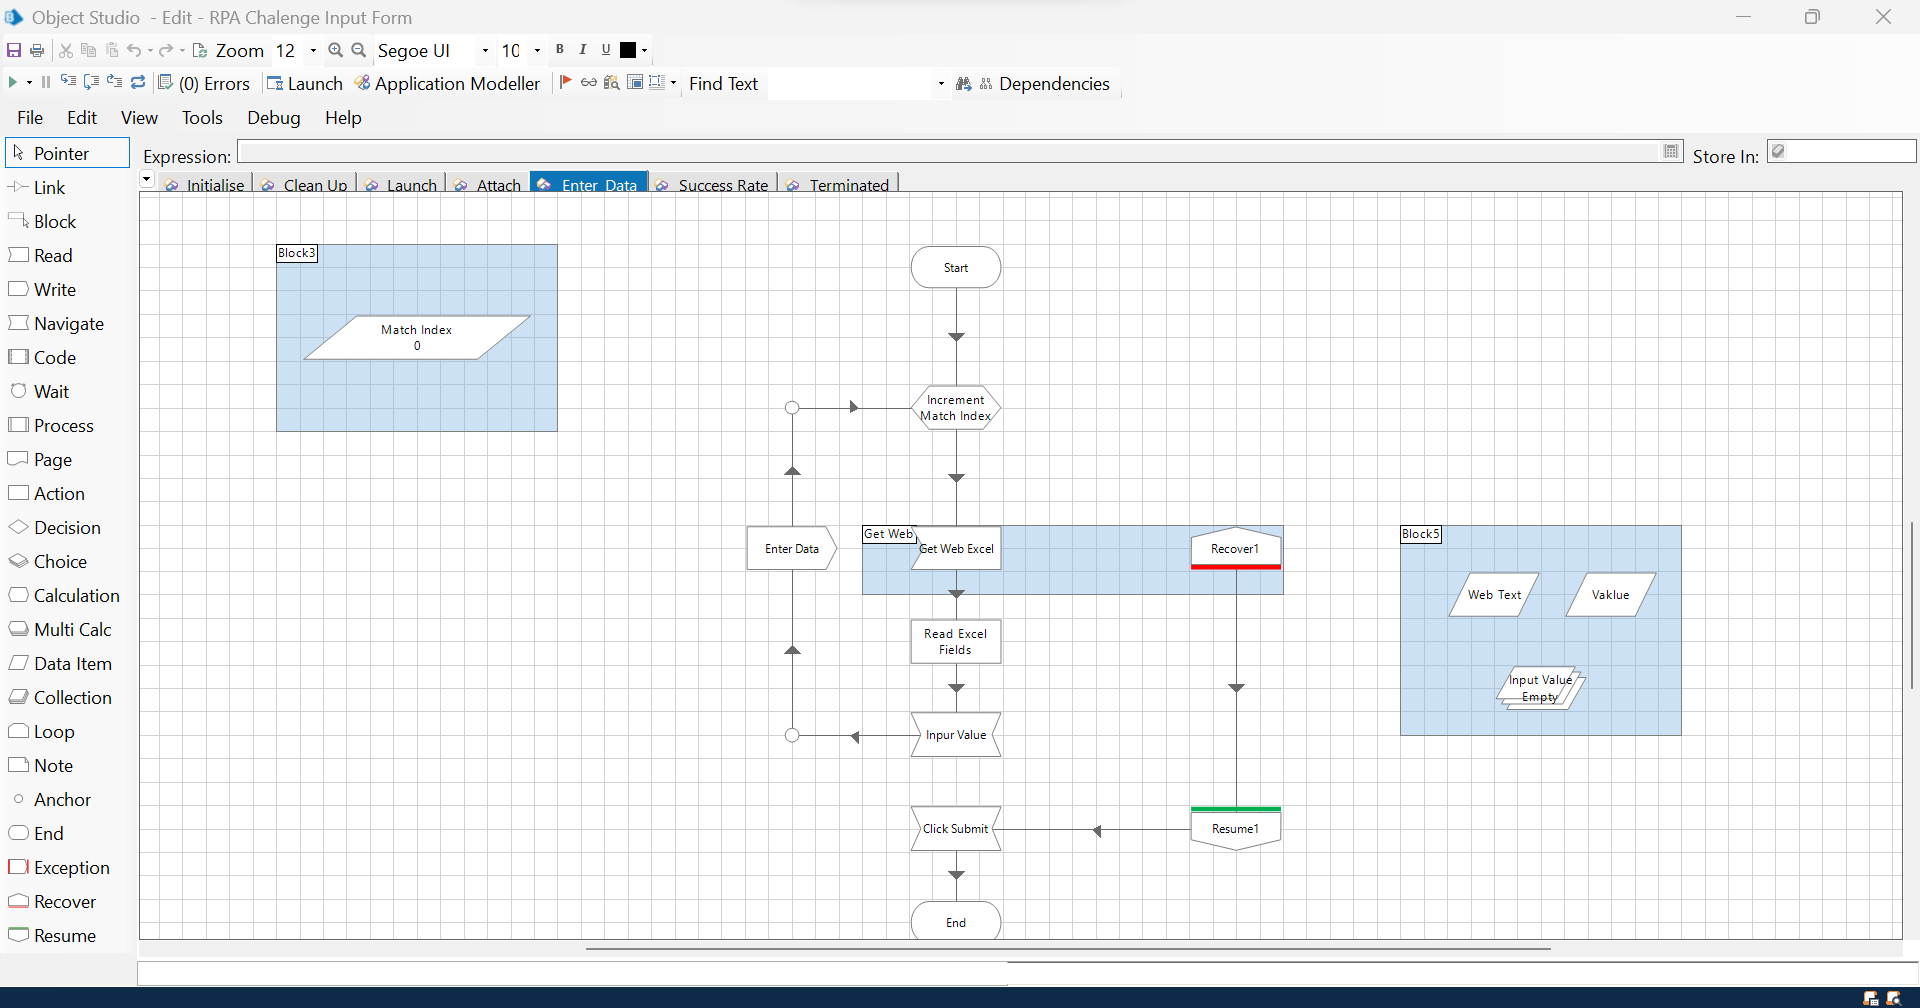 Object Studio - Edit - RPA Chalenge Input Form
Zoom 12 Segoe UI 10 B I U
(0) Errors Launch Application Modeller Find Text Dependencies
File Edit View Tools Debug Help
Pointer
Link
Block
Read
Write
Navigate
Code
Wait
Process
Page
Action
Decision
Choice
Calculation
Multi Calc
Data Item
Collection
Loop
Note
Anchor
End
Exception
Recover
Resume
Expression: Store In:
Initialise Clean Up Launch Attach Enter Data Success Rate Terminated
Block3
Match Index
0
Start
Increment
Match Index
Enter Data
Get Web
Get Web Excel
Recover1
Read Excel
Fields
Inpur Value
Click Submit
Resume1
End
Block5
Web Text
Vaklue
Input Value
Empty